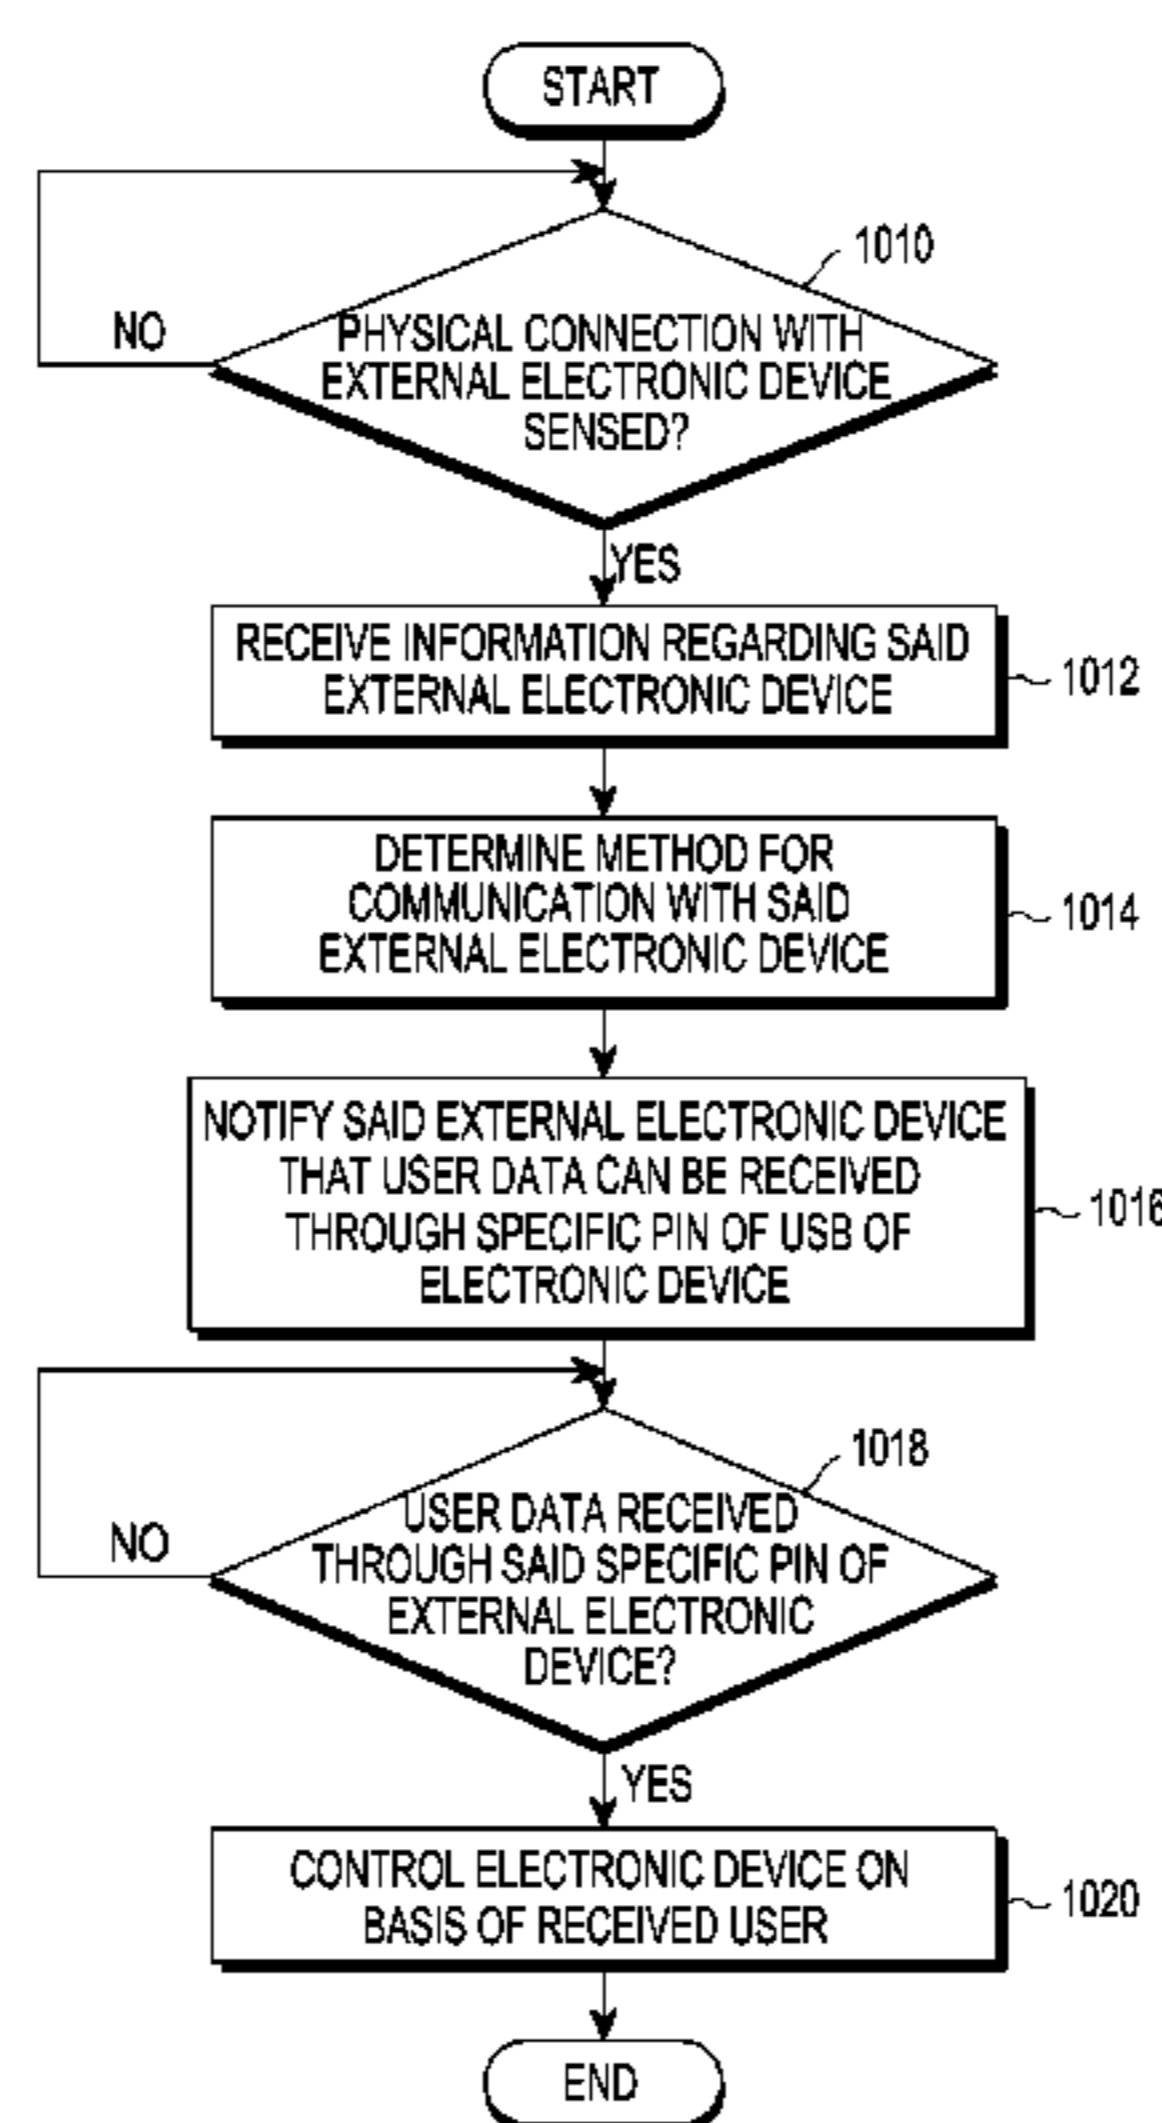 START
1010
NO
PHYSICAL CONNECTION WITH
EXTERNAL ELECTRONIC DEVICE
SENSED?
YES
RECEIVE INFORMATION REGARDING SAID
EXTERNAL ELECTRONIC DEVICE
1012
DETERMINE METHOD FOR
COMMUNICATION WITH SAID
EXTERNAL ELECTRONIC DEVICE
1014
NOTIFY SAID EXTERNAL ELECTRONIC DEVICE
THAT USER DATA CAN BE RECEIVED
THROUGH SPECIFIC PIN OF USB OF
ELECTRONIC DEVICE
1016
1018
NO
USER DATA RECEIVED
THROUGH SAID SPECIFIC PIN OF
EXTERNAL ELECTRONIC
DEVICE?
YES
CONTROL ELECTRONIC DEVICE ON
BASIS OF RECEIVED USER
1020
END